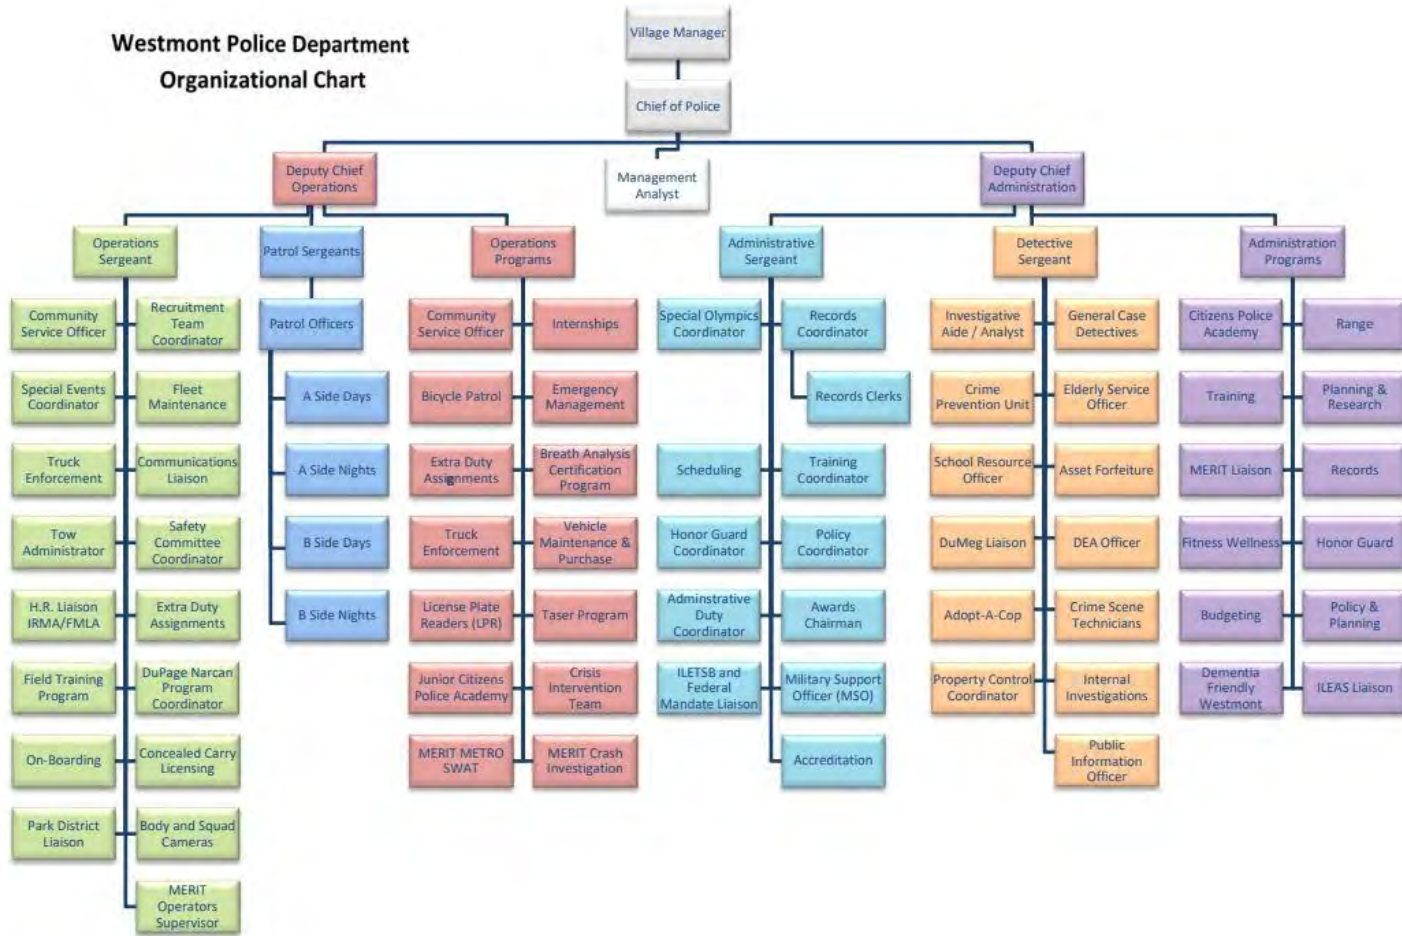 Westmont Police Department
Organizational Chart
Village Manager
Chief of Police
Management
Analyst
Deputy Chief
Operations
Deputy Chief
Administration
Operations
Sergeant
Patrol Sergeants
Operations
Programs
Administrative
Sergeant
Detective
Sergeant
Administration
Programs
Community
Service Officer
Recruitment
Team
Coordinator
Special Events
Coordinator
Fleet
Maintenance
Truck
Enforcement
Communications
Liaison
Tow
Administrator
Safety
Committee
Coordinator
H.R. Liaison
IRMA/FMLA
Extra Duty
Assignments
Field Training
Program
DuPage Narcan
Program
Coordinator
On-Boarding
Concealed Carry
Licensing
Park District
Liaison
Body and Squad
Cameras
MERIT
Operators
Supervisor
Patrol Officers
A Side Days
A Side Nights
B Side Days
B Side Nights
Community
Service Officer
Internships
Bicycle Patrol
Emergency
Management
Extra Duty
Assignments
Breath Analysis
Certification
Program
Truck
Enforcement
Vehicle
Maintenance &
Purchase
License Plate
Readers (LPR)
Taser Program
Junior Citizens
Police Academy
Crisis
Intervention
Team
MERIT METRO
SWAT
MERIT Crash
Investigation
Special Olympics
Coordinator
Records
Coordinator
Records Clerks
Scheduling
Training
Coordinator
Honor Guard
Coordinator
Policy
Coordinator
Adminstrative
Duty
Coordinator
Awards
Chairman
ILETSB and
Federal
Mandate Liaison
Military Support
Officer (MSO)
Accreditation
Investigative
Aide / Analyst
General Case
Detectives
Crime
Prevention Unit
Elderly Service
Officer
School Resource
Officer
Asset Forfeiture
DuMeg Liaison
DEA Officer
Adopt-A-Cop
Crime Scene
Technicians
Property Control
Coordinator
Internal
Investigations
Public
Information
Officer
Citizens Police
Academy
Range
Training
Planning &
Research
MERIT Liaison
Records
Fitness Wellness
Honor Guard
Budgeting
Policy &
Planning
Dementia
Friendly
Westmont
ILEAS Liaison